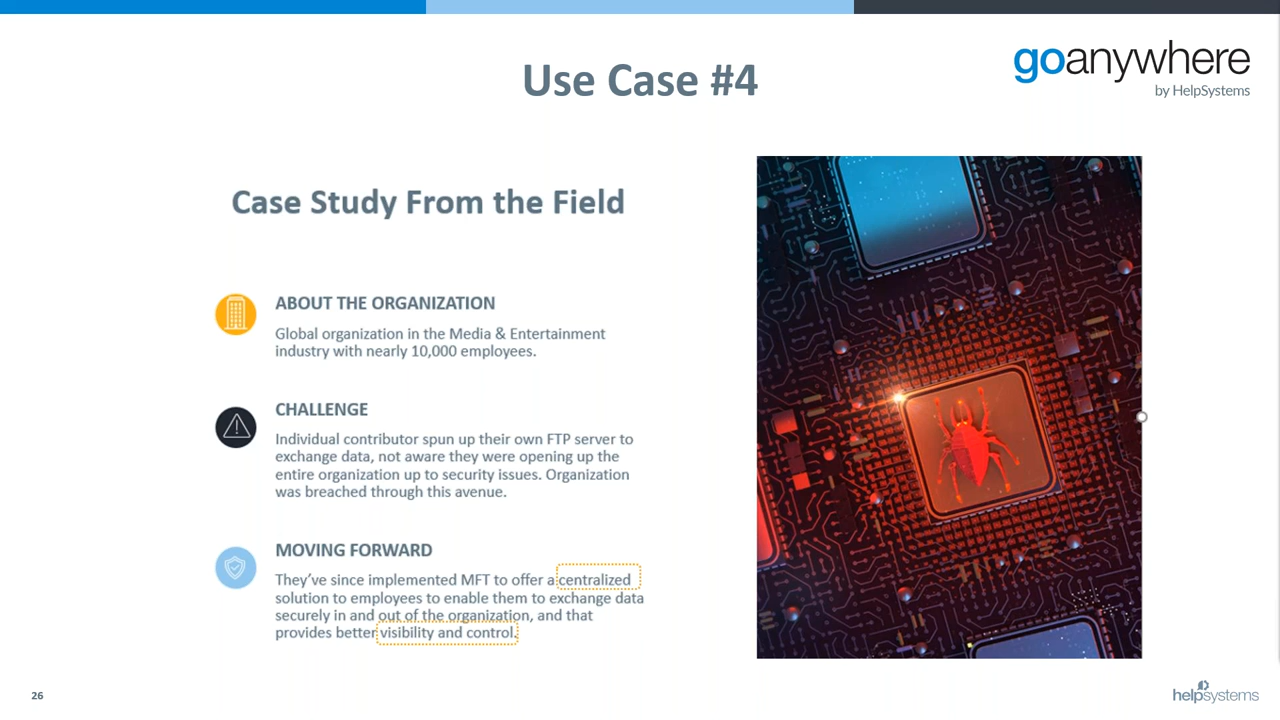 Use Case #4
goanywhere
by HelpSystems
Case Study From the Field
ABOUT THE ORGANIZATION
Global organization in the Media & Entertainment
industry with nearly 10,000 employees.
CHALLENGE
Individual contributor spun up their own FTP server to
exchange data, not aware they were opening up the
entire organization up to security issues. Organization
was breached through this avenue.
MOVING FORWARD
They've since implemented MFT to offer a centralized
solution to employees to enable them to exchange data
securely in and out of the organization, and that
provides better visibility and control.
26
helpsystems